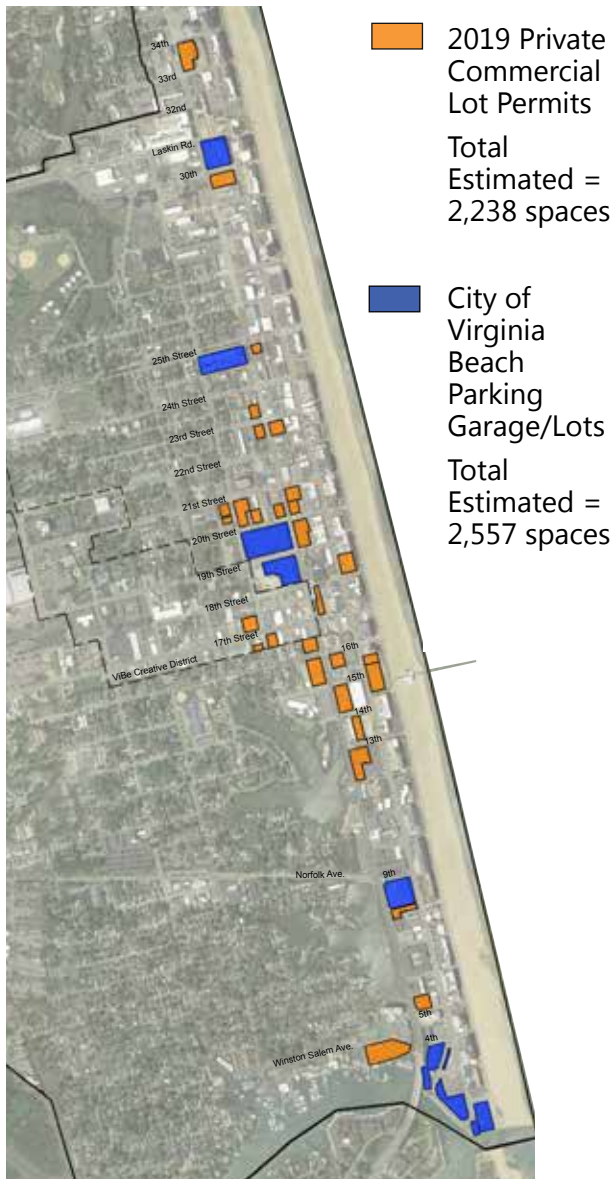 2019 Private
Commercial
Lot Permits
Total
Estimated =
2,238 spaces
City of
Virginia
Beach
Parking
Garage/Lots
Total
Estimated =
2,557 spaces
34th
33rd
32nd
Laskin Rd.
30th
25th Street
24th Street
23rd Street
22nd Street
21st Street
20th Street
19th Street
18th Street
17th Street
16th
ViBe Creative District
15th
14th
13th
Norfolk Ave.
9th
5th
4th
Winston Salem Ave.